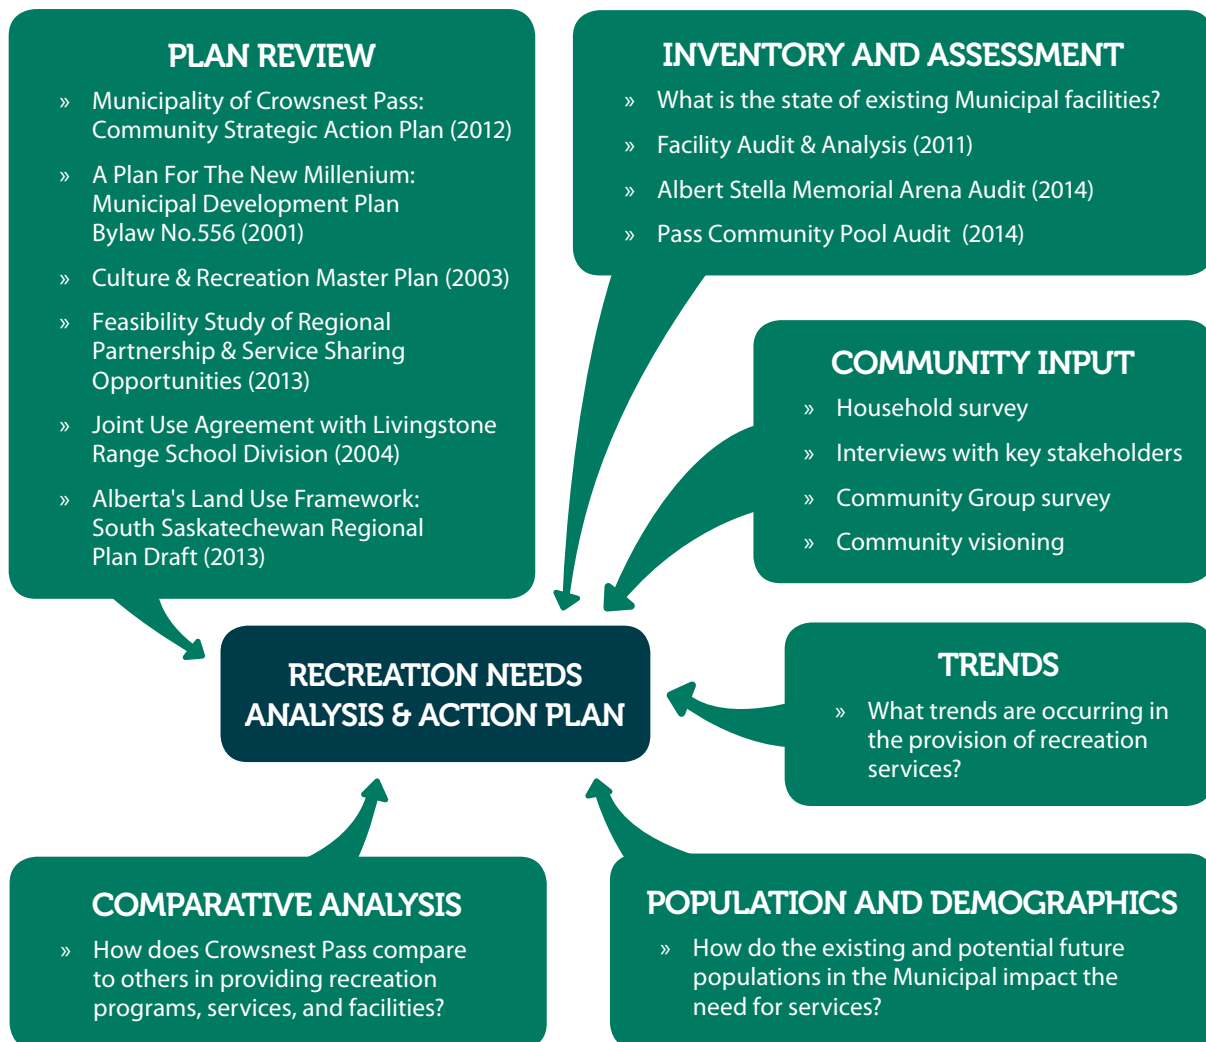 PLAN REVIEW
» Municipality of Crowsnest Pass:
Community Strategic Action Plan (2012)
» A Plan For The New Millenium:
Municipal Development Plan
Bylaw No.556 (2001)
» Culture & Recreation Master Plan (2003)
» Feasibility Study of Regional
Partnership & Service Sharing
Opportunities (2013)
» Joint Use Agreement with Livingstone
Range School Division (2004)
» Alberta's Land Use Framework:
South Saskatechewan Regional
Plan Draft (2013)
INVENTORY AND ASSESSMENT
» What is the state of existing Municipal facilities?
» Facility Audit & Analysis (2011)
» Albert Stella Memorial Arena Audit (2014)
» Pass Community Pool Audit (2014)
COMMUNITY INPUT
» Household survey
» Interviews with key stakeholders
» Community Group survey
» Community visioning
RECREATION NEEDS
ANALYSIS & ACTION PLAN
TRENDS
» What trends are occurring in
the provision of recreation
services?
COMPARATIVE ANALYSIS
» How does Crowsnest Pass compare
to others in providing recreation
programs, services, and facilities?
POPULATION AND DEMOGRAPHICS
» How do the existing and potential future
populations in the Municipal impact the
need for services?